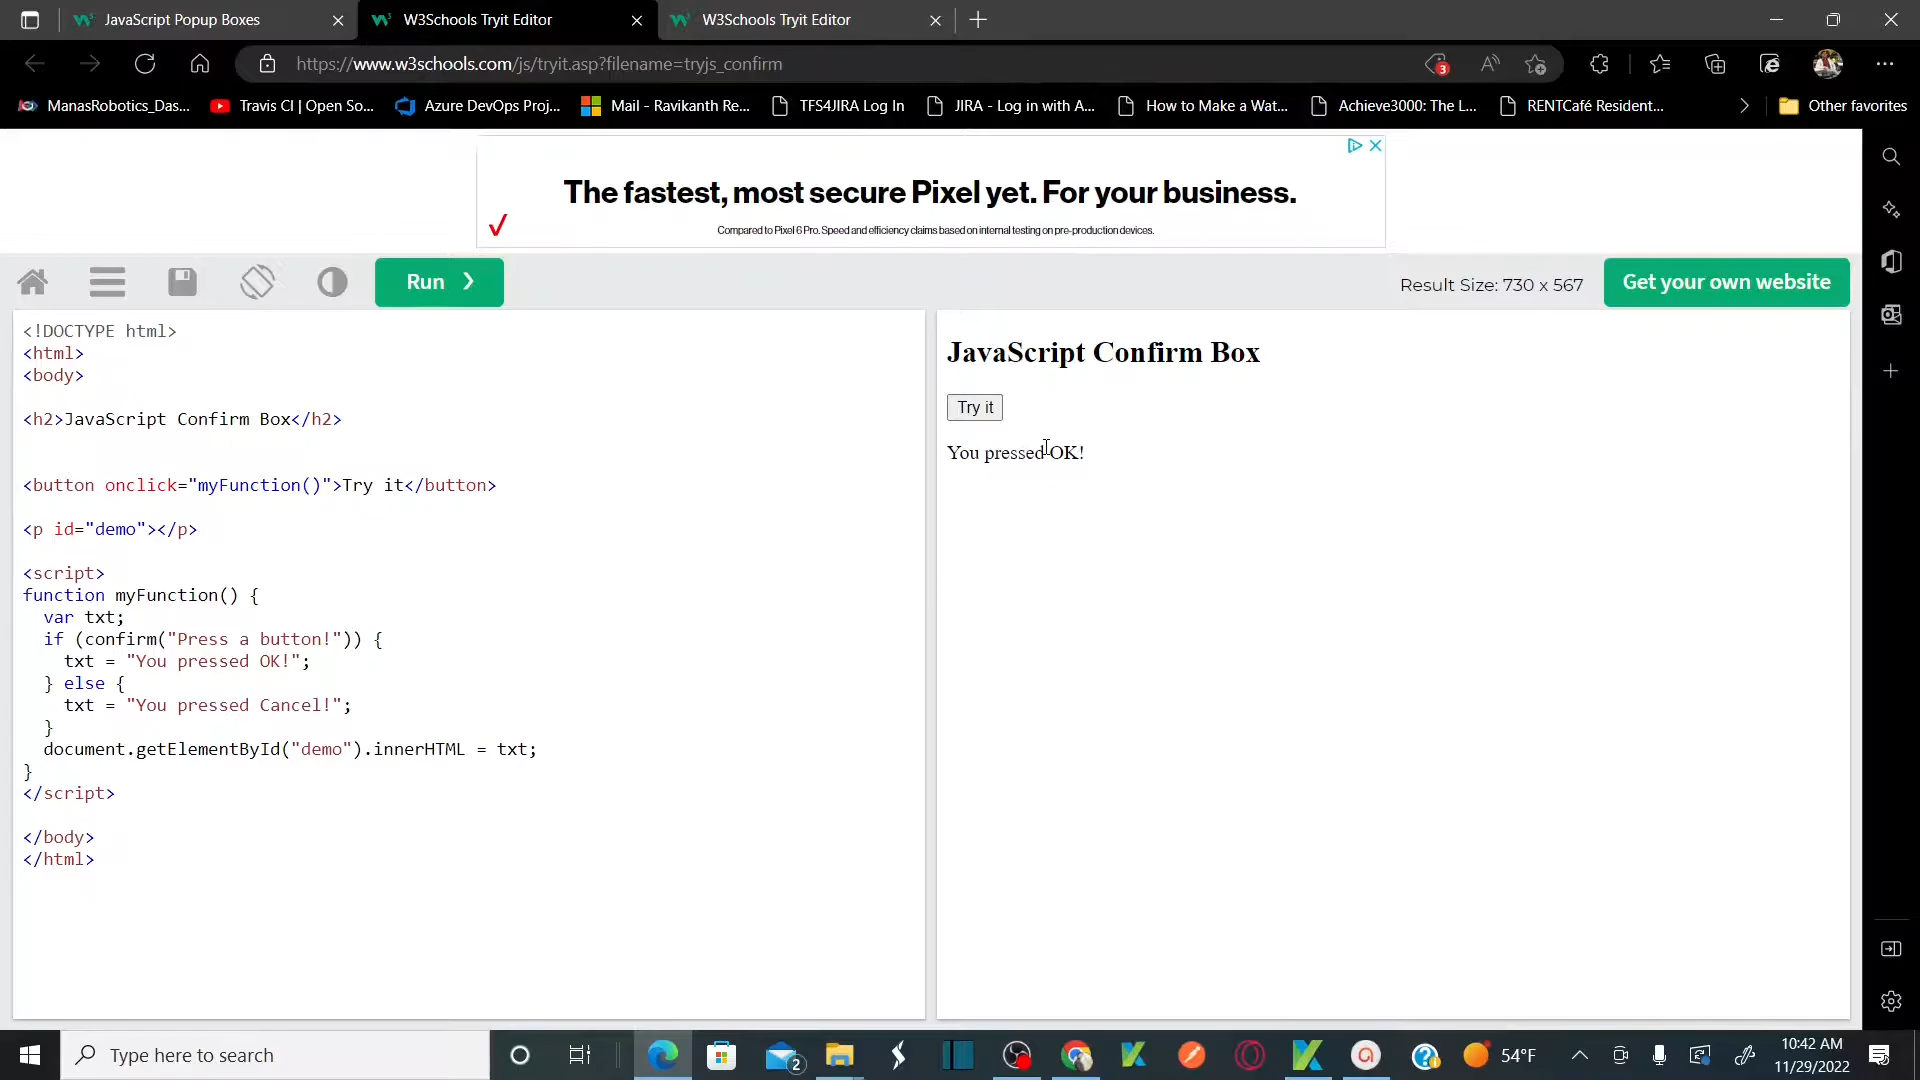 JavaScript Popup Boxes
W3Schools Tryit Editor
W3Schools Tryit Editor
https://www.w3schools.com/js/tryit.asp?filename=tryjs_confirm
3
ManasRobotics_Das...
Travis CI | Open So...
Azure DevOps Proj...
Mail - Ravikanth Re...
TFS4JIRA Log In
JIRA - Log in with A...
How to Make a Wat...
Achieve3000: The L...
RENTCafé Resident...
Other favorites
The fastest, most secure Pixel yet. For your business.
Compared to Pixel 6 Pro. Speed and efficiency claims based on internal testing on pre-production devices.
Run ❯
Result Size: 730 x 567
Get your own website
<!DOCTYPE html>
<html>
<body>
<h2>JavaScript Confirm Box</h2>
<button onclick="myFunction()">Try it</button>
<p id="demo"></p>
<script>
function myFunction() {
var txt;
if (confirm("Press a button!")) {
txt = "You pressed OK!";
} else {
txt = "You pressed Cancel!";
}
document.getElementById("demo").innerHTML = txt;
}
</script>
</body>
</html>
JavaScript Confirm Box
Try it
You pressed OK!
Type here to search
2
54°F
10:42 AM
11/29/2022